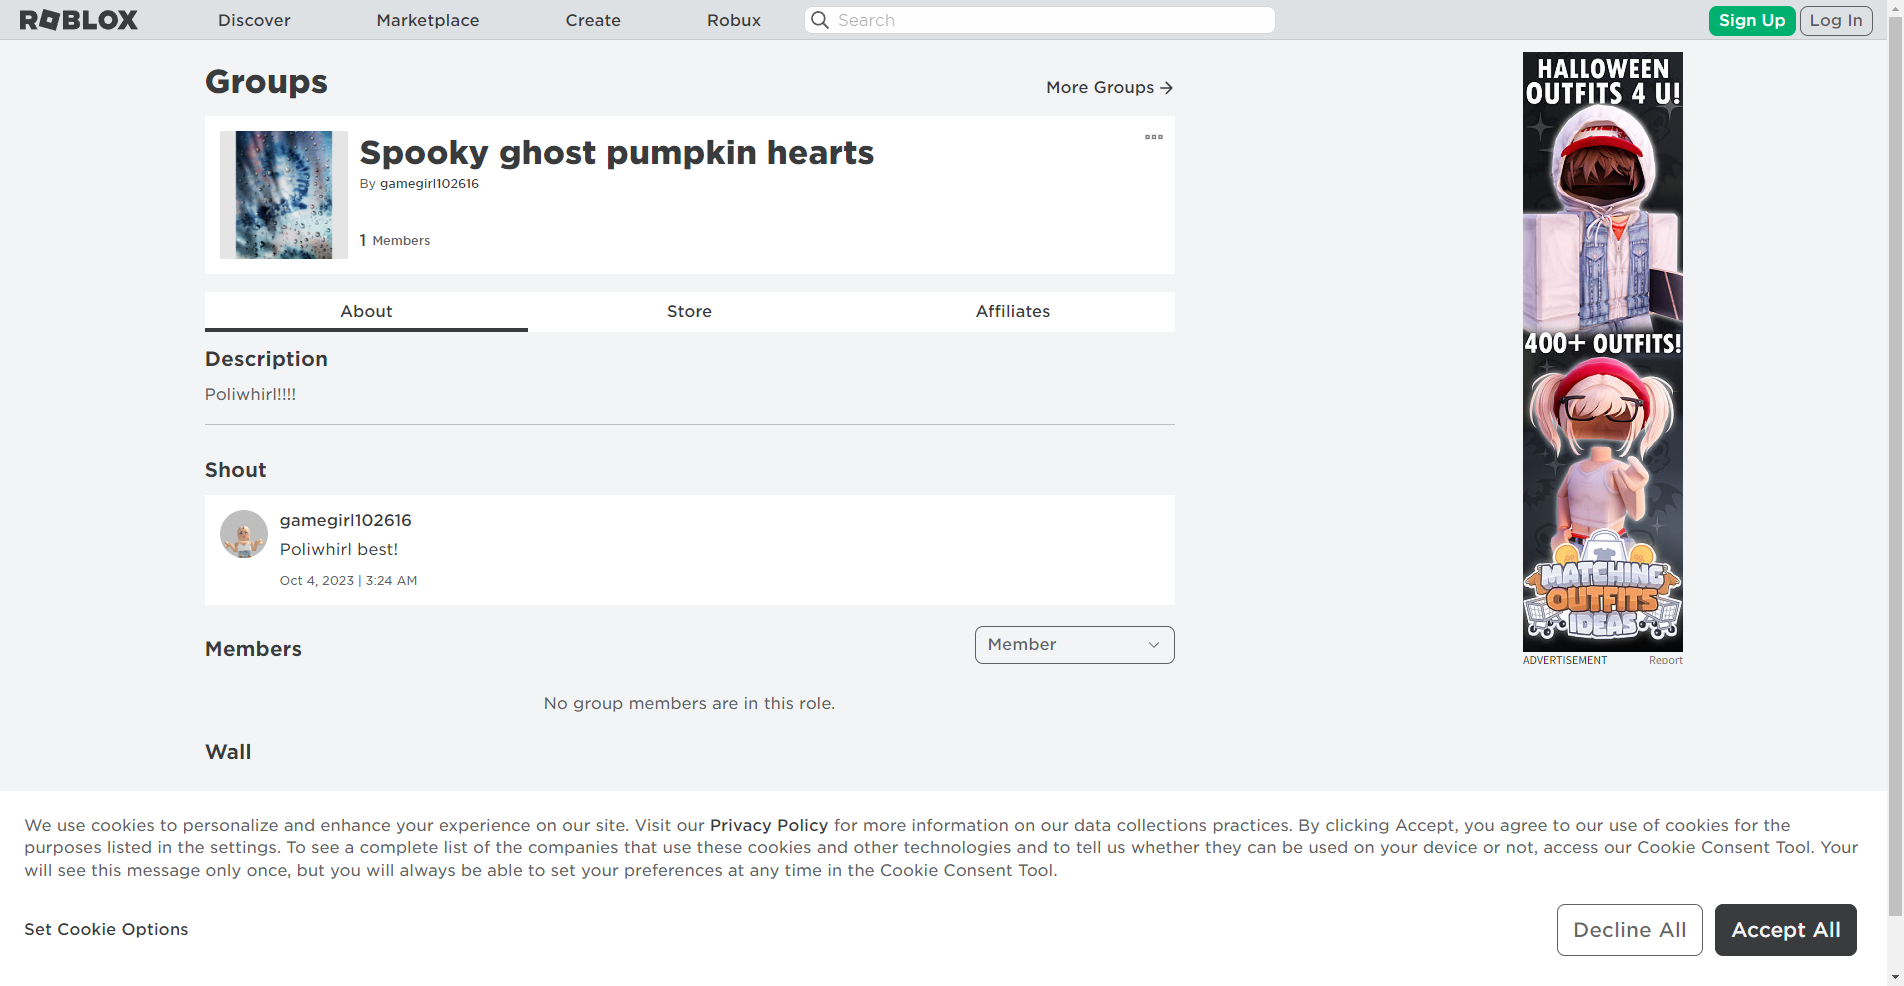 ROBLOX
Discover
Marketplace
Create
Robux
Search
Sign Up
Log In
Groups
More Groups
Spooky ghost pumpkin hearts
By gamegirl102616
1 Members
About
Store
Affiliates
Description
Poliwhirl!!!!
Shout
gamegirl102616
Poliwhirl best!
Oct 4, 2023 | 3:24 AM
Members
Member
No group members are in this role.
Wall
HALLOWEEN
OUTFITS 4 U!
400+ OUTFITS!
MATCHING
OUTFITS
IDEAS
ADVERTISEMENT
Report
We use cookies to personalize and enhance your experience on our site. Visit our Privacy Policy for more information on our data collections practices. By clicking Accept, you agree to our use of cookies for the
purposes listed in the settings. To see a complete list of the companies that use these cookies and other technologies and to tell us whether they can be used on your device or not, access our Cookie Consent Tool. Your
will see this message only once, but you will always be able to set your preferences at any time in the Cookie Consent Tool.
Set Cookie Options
Decline All
Accept All